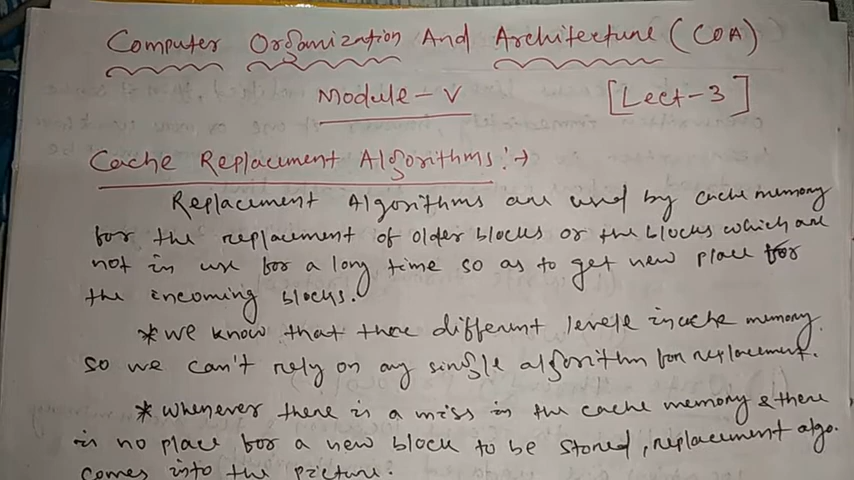 Computer Organization And Architecture (COA)
Module-V [Lect-3]
Cache Replacement Algorithms:→
Replacement Algorithms are used by cache memory
for the replacement of older blocks or the blocks which are
not in use for a long time so as to get new place for
the incoming blocks.
*we know that there different levels in cache memory
so we can't rely on any single algorithm for replacement.
*whenever there is a miss in the cache memory & there
is no place for a new block to be stored, replacement algo.
comes into the picture.